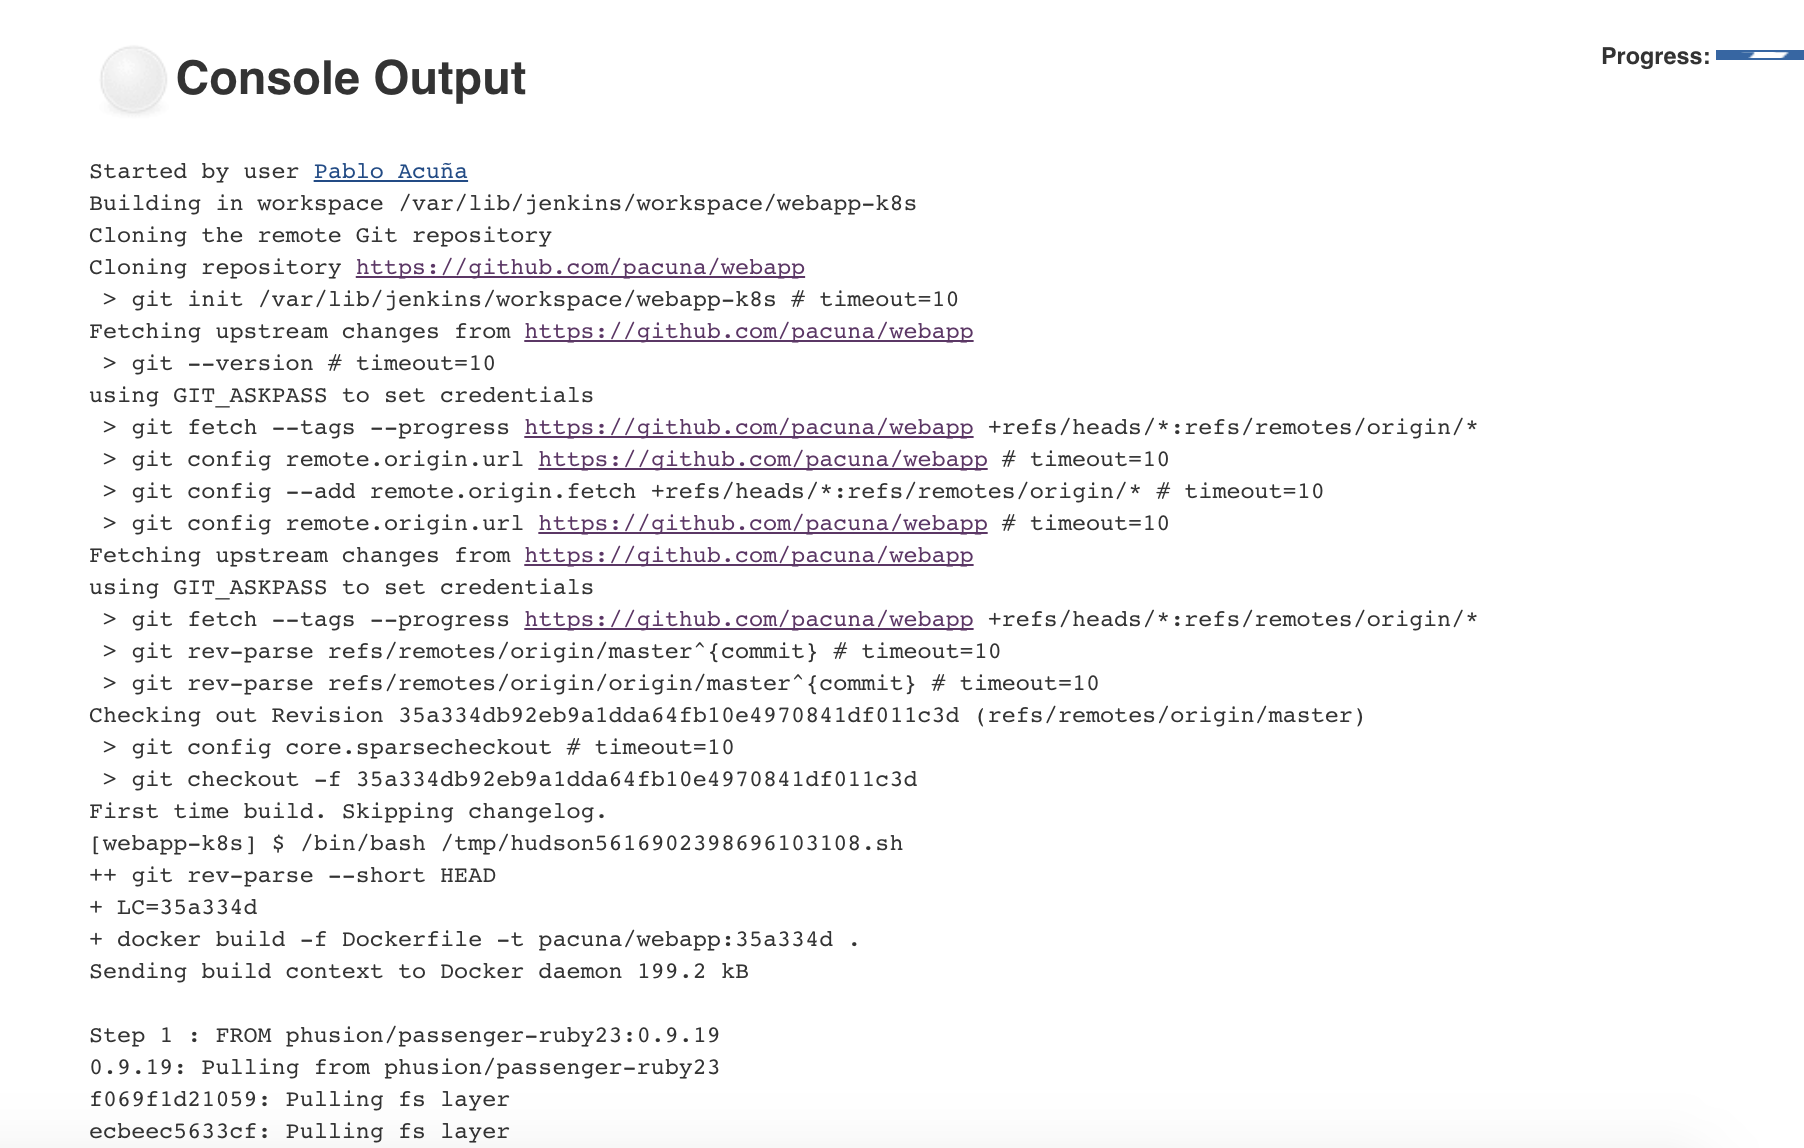 Console Output
Progress:
Started by user Pablo Acuña
Building in workspace /var/lib/jenkins/workspace/webapp-k8s
Cloning the remote Git repository
Cloning repository https://github.com/pacuna/webapp
 > git init /var/lib/jenkins/workspace/webapp-k8s # timeout=10
Fetching upstream changes from https://github.com/pacuna/webapp
 > git --version # timeout=10
using GIT_ASKPASS to set credentials
 > git fetch --tags --progress https://github.com/pacuna/webapp +refs/heads/*:refs/remotes/origin/*
 > git config remote.origin.url https://github.com/pacuna/webapp # timeout=10
 > git config --add remote.origin.fetch +refs/heads/*:refs/remotes/origin/* # timeout=10
 > git config remote.origin.url https://github.com/pacuna/webapp # timeout=10
Fetching upstream changes from https://github.com/pacuna/webapp
using GIT_ASKPASS to set credentials
 > git fetch --tags --progress https://github.com/pacuna/webapp +refs/heads/*:refs/remotes/origin/*
 > git rev-parse refs/remotes/origin/master^{commit} # timeout=10
 > git rev-parse refs/remotes/origin/origin/master^{commit} # timeout=10
Checking out Revision 35a334db92eb9a1dda64fb10e4970841df011c3d (refs/remotes/origin/master)
 > git config core.sparsecheckout # timeout=10
 > git checkout -f 35a334db92eb9a1dda64fb10e4970841df011c3d
First time build. Skipping changelog.
[webapp-k8s] $ /bin/bash /tmp/hudson5616902398696103108.sh
++ git rev-parse --short HEAD
+ LC=35a334d
+ docker build -f Dockerfile -t pacuna/webapp:35a334d .
Sending build context to Docker daemon 199.2 kB
Step 1 : FROM phusion/passenger-ruby23:0.9.19
0.9.19: Pulling from phusion/passenger-ruby23
f069f1d21059: Pulling fs layer
ecbeec5633cf: Pulling fs layer